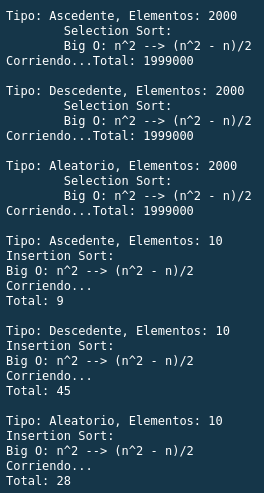 Tipo: Ascedente, Elementos: 2000
Selection Sort:
Big O: n^2 --> (n^2 - n)/2
Corriendo...Total: 1999000
Tipo: Descedente, Elementos: 2000
Selection Sort:
Big O: n^2 --> (n^2 - n)/2
Corriendo...Total: 1999000
Tipo: Aleatorio, Elementos: 2000
Selection Sort:
Big O: n^2 --> (n^2 - n)/2
Corriendo...Total: 1999000
Tipo: Ascedente, Elementos: 10
Insertion Sort:
Big O: n^2 --> (n^2 - n)/2
Corriendo...
Total: 9
Tipo: Descedente, Elementos: 10
Insertion Sort:
Big O: n^2 --> (n^2 - n)/2
Corriendo...
Total: 45
Tipo: Aleatorio, Elementos: 10
Insertion Sort:
Big O: n^2 --> (n^2 - n)/2
Corriendo...
Total: 28